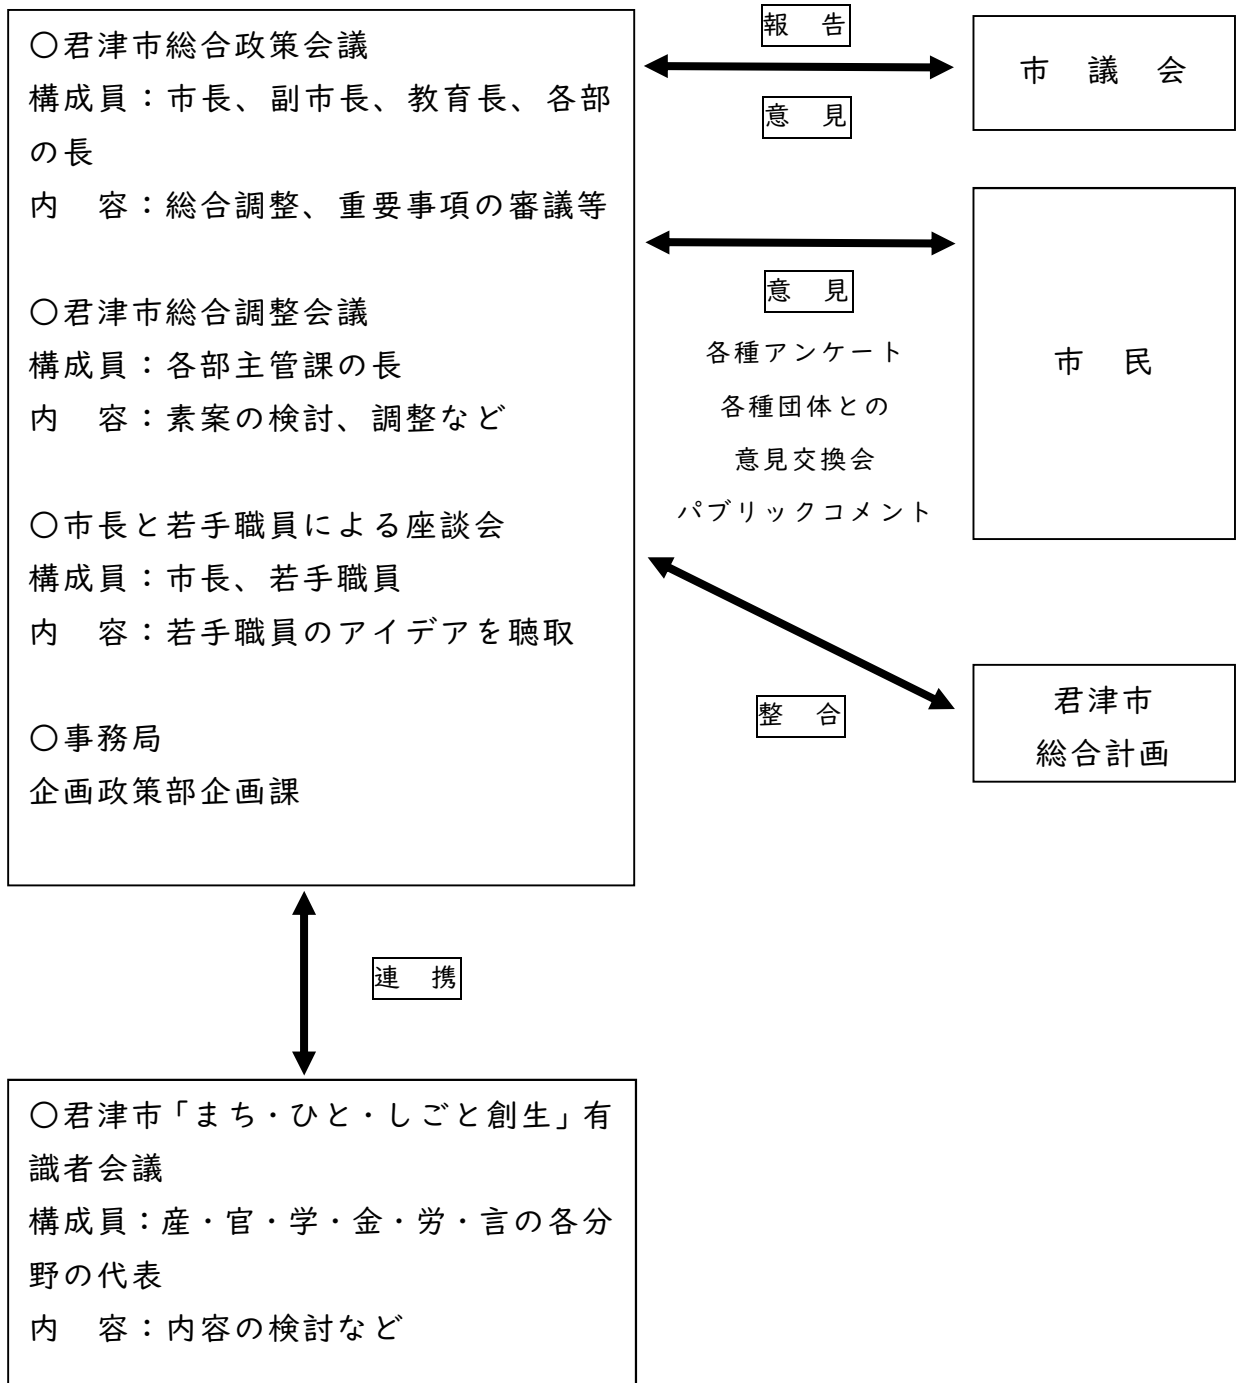 〇君津市総合政策会議
構成員：市長、副市長、教育長、各部
の長
内　容：総合調整、重要事項の審議等
〇君津市総合調整会議
構成員：各部主管課の長
内　容：素案の検討、調整など
〇市長と若手職員による座談会
構成員：市長、若手職員
内　容：若手職員のアイデアを聴取
〇事務局
企画政策部企画課
報　告
意　見
市　議　会
意　見
各種アンケート
各種団体との
意見交換会
パブリックコメント
市　民
整　合
君津市
総合計画
連　携
〇君津市「まち・ひと・しごと創生」有
識者会議
構成員：産・官・学・金・労・言の各分
野の代表
内　容：内容の検討など